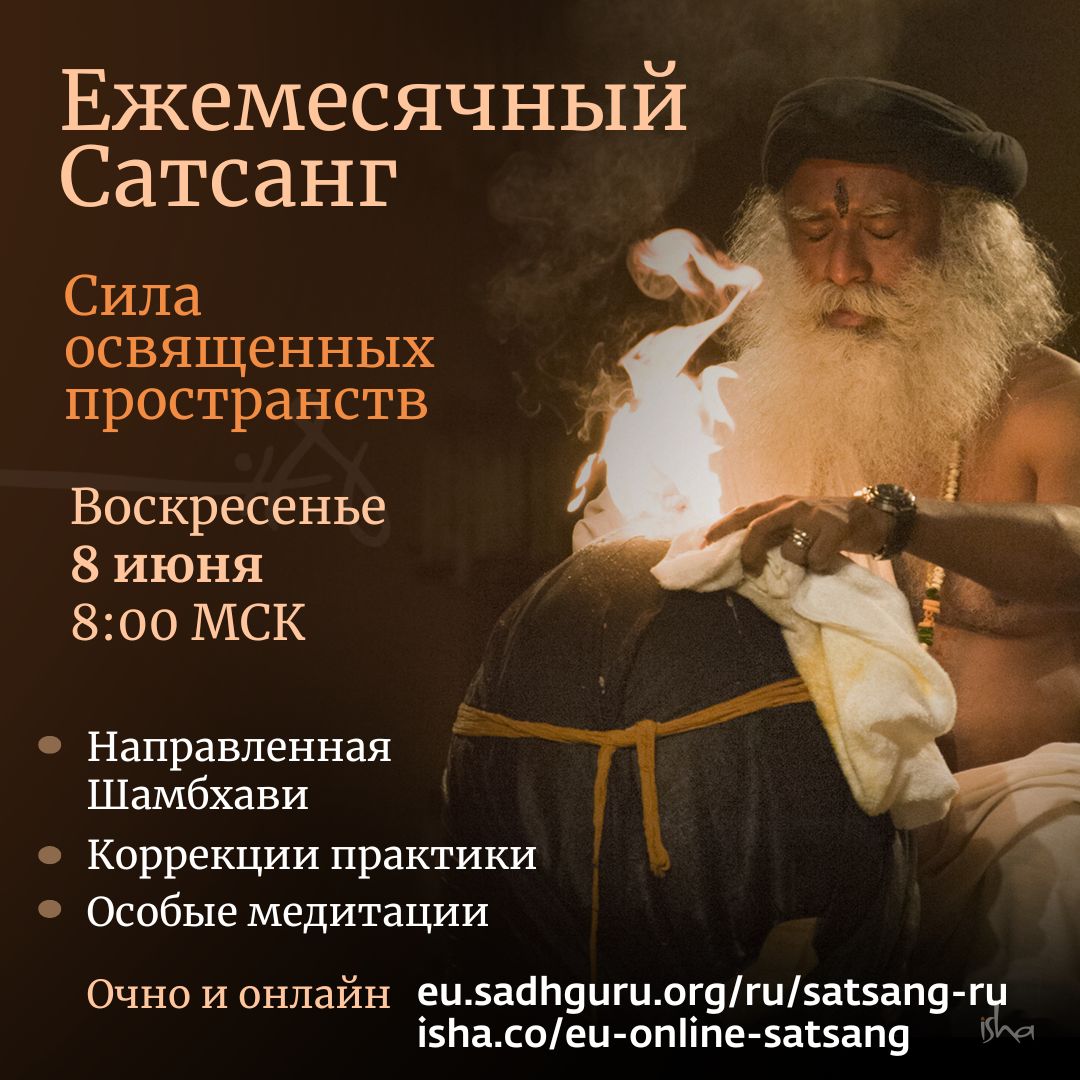 Ежемесячный
Сатсанг
Сила
освященных
пространств
Воскресенье
8 июня
8:00 МСК
Направленная
Шамбхави
Коррекции практики
Особые медитации
Очно и онлайн
eu.sadhguru.org/ru/satsang-ru
isha.co/eu-online-satsang
isha